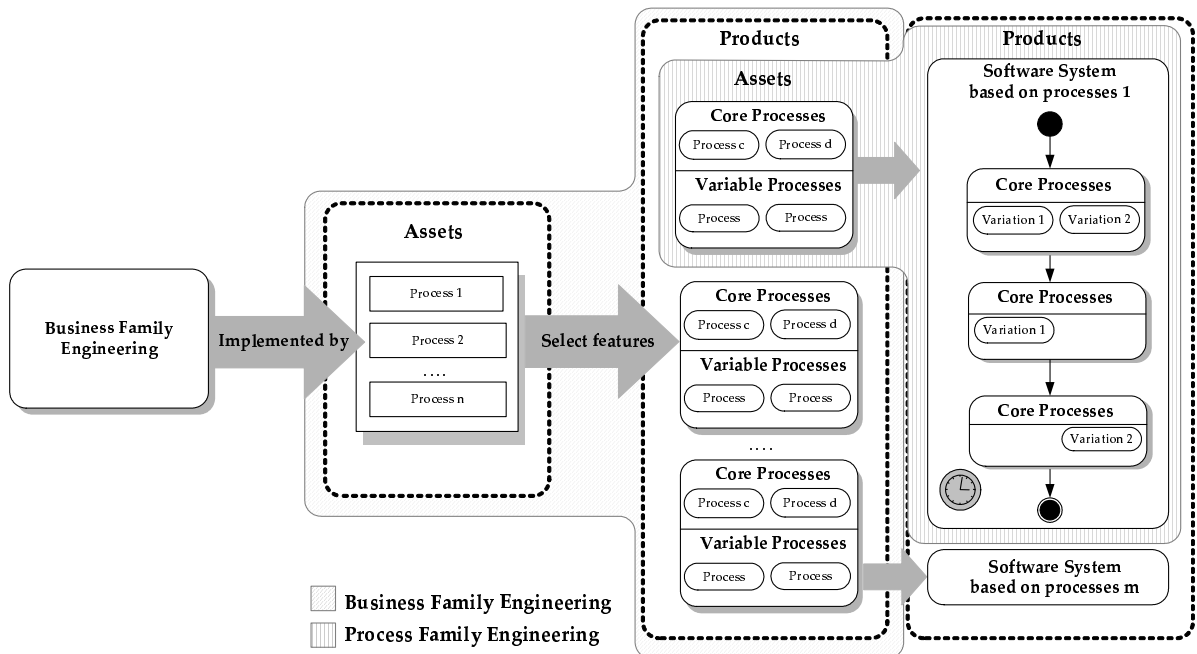 Business Family
Engineering
Implemented by
Assets
Process 1
Process 2
....
Process n
Select features
Products
Assets
Core Processes
Process c
Process d
Variable Processes
Process
Process
Core Processes
Process c
Process d
Variable Processes
Process
Process
....
Core Processes
Process c
Process d
Variable Processes
Process
Process
Products
Software System
based on processes 1
Core Processes
Variation 1
Variation 2
Core Processes
Variation 1
Core Processes
Variation 2
Software System
based on processes m
Business Family Engineering
Process Family Engineering